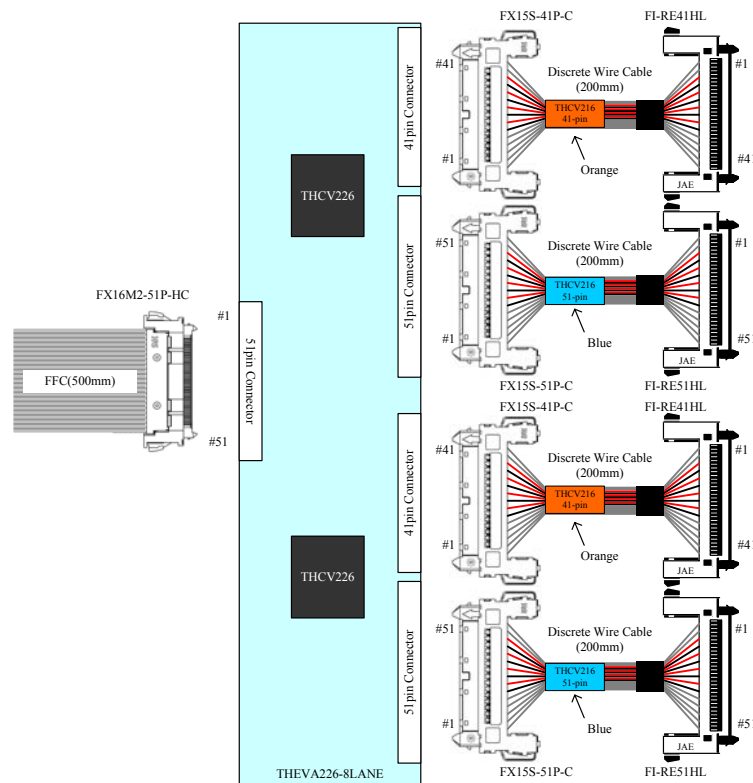 FX15S-41P-C
FI-RE41HL
#41
#1
41pin Connector
Discrete Wire Cable
(200mm)
THCV216
41-pin
#1
#41
Orange
JAE
THCV226
#51
#1
51pin Connector
Discrete Wire Cable
(200mm)
THCV216
51-pin
#1
#51
Blue
JAE
FX16M2-51P-HC
#1
51pin Connector
FFC(500mm)
#51
FX15S-51P-C
FI-RE51HL
FX15S-41P-C
FI-RE41HL
#41
#1
41pin Connector
Discrete Wire Cable
(200mm)
THCV216
41-pin
#1
#41
Orange
JAE
THCV226
#51
#1
51pin Connector
Discrete Wire Cable
(200mm)
THCV216
51-pin
#1
#51
Blue
JAE
THEVA226-8LANE
FX15S-51P-C
FI-RE51HL